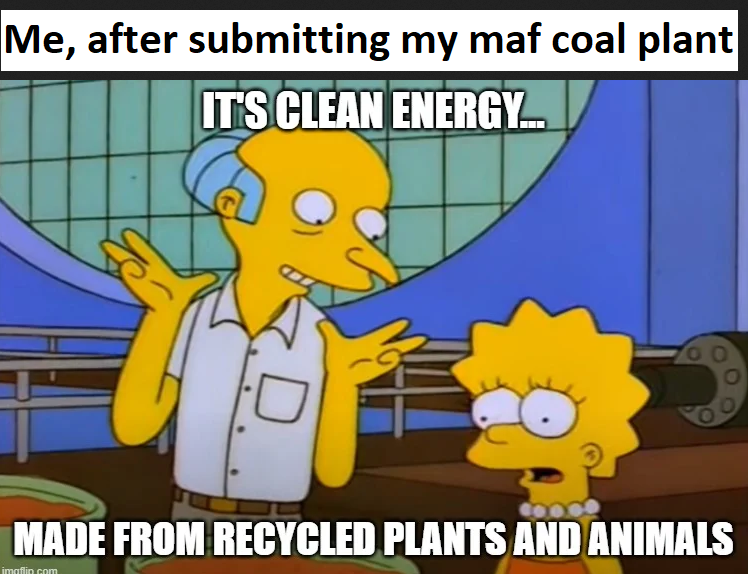 Me, after submitting my maf coal plant
IT'S CLEAN ENERGY...
MADE FROM RECYCLED PLANTS AND ANIMALS
imgflip.com